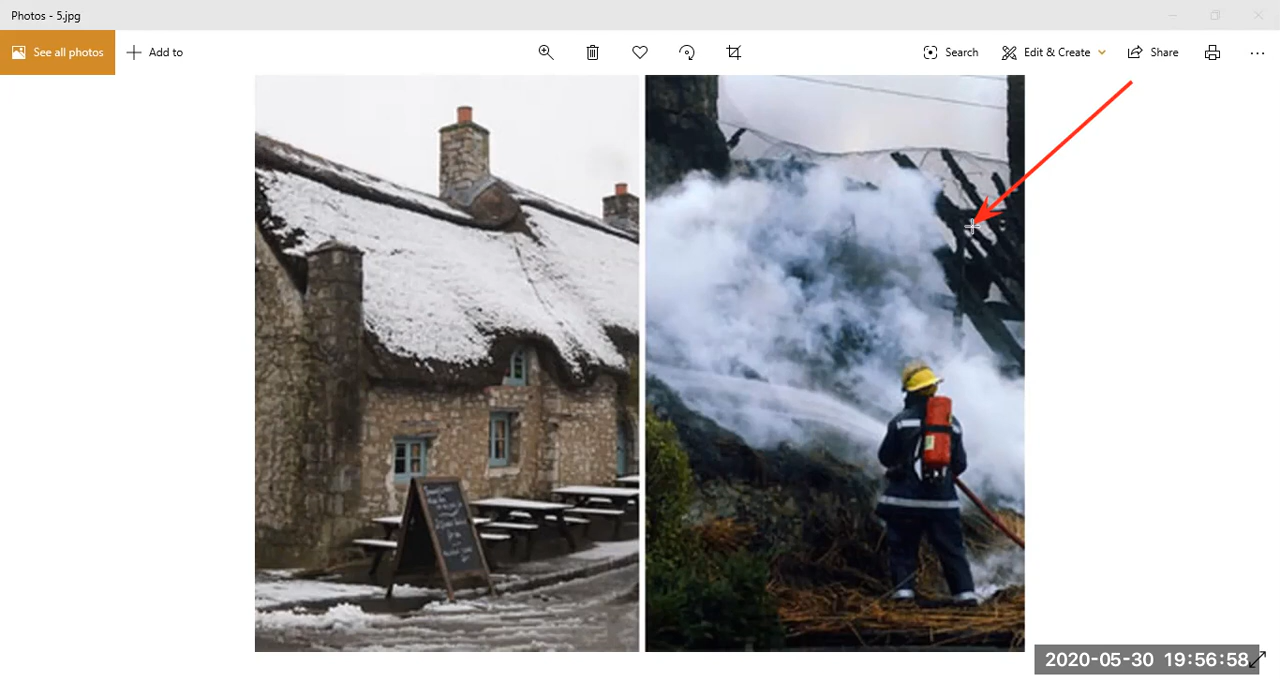 Photos - 5.jpg
See all photos
Add to
Search
Edit & Create
Share
2020-05-30 19:56:58